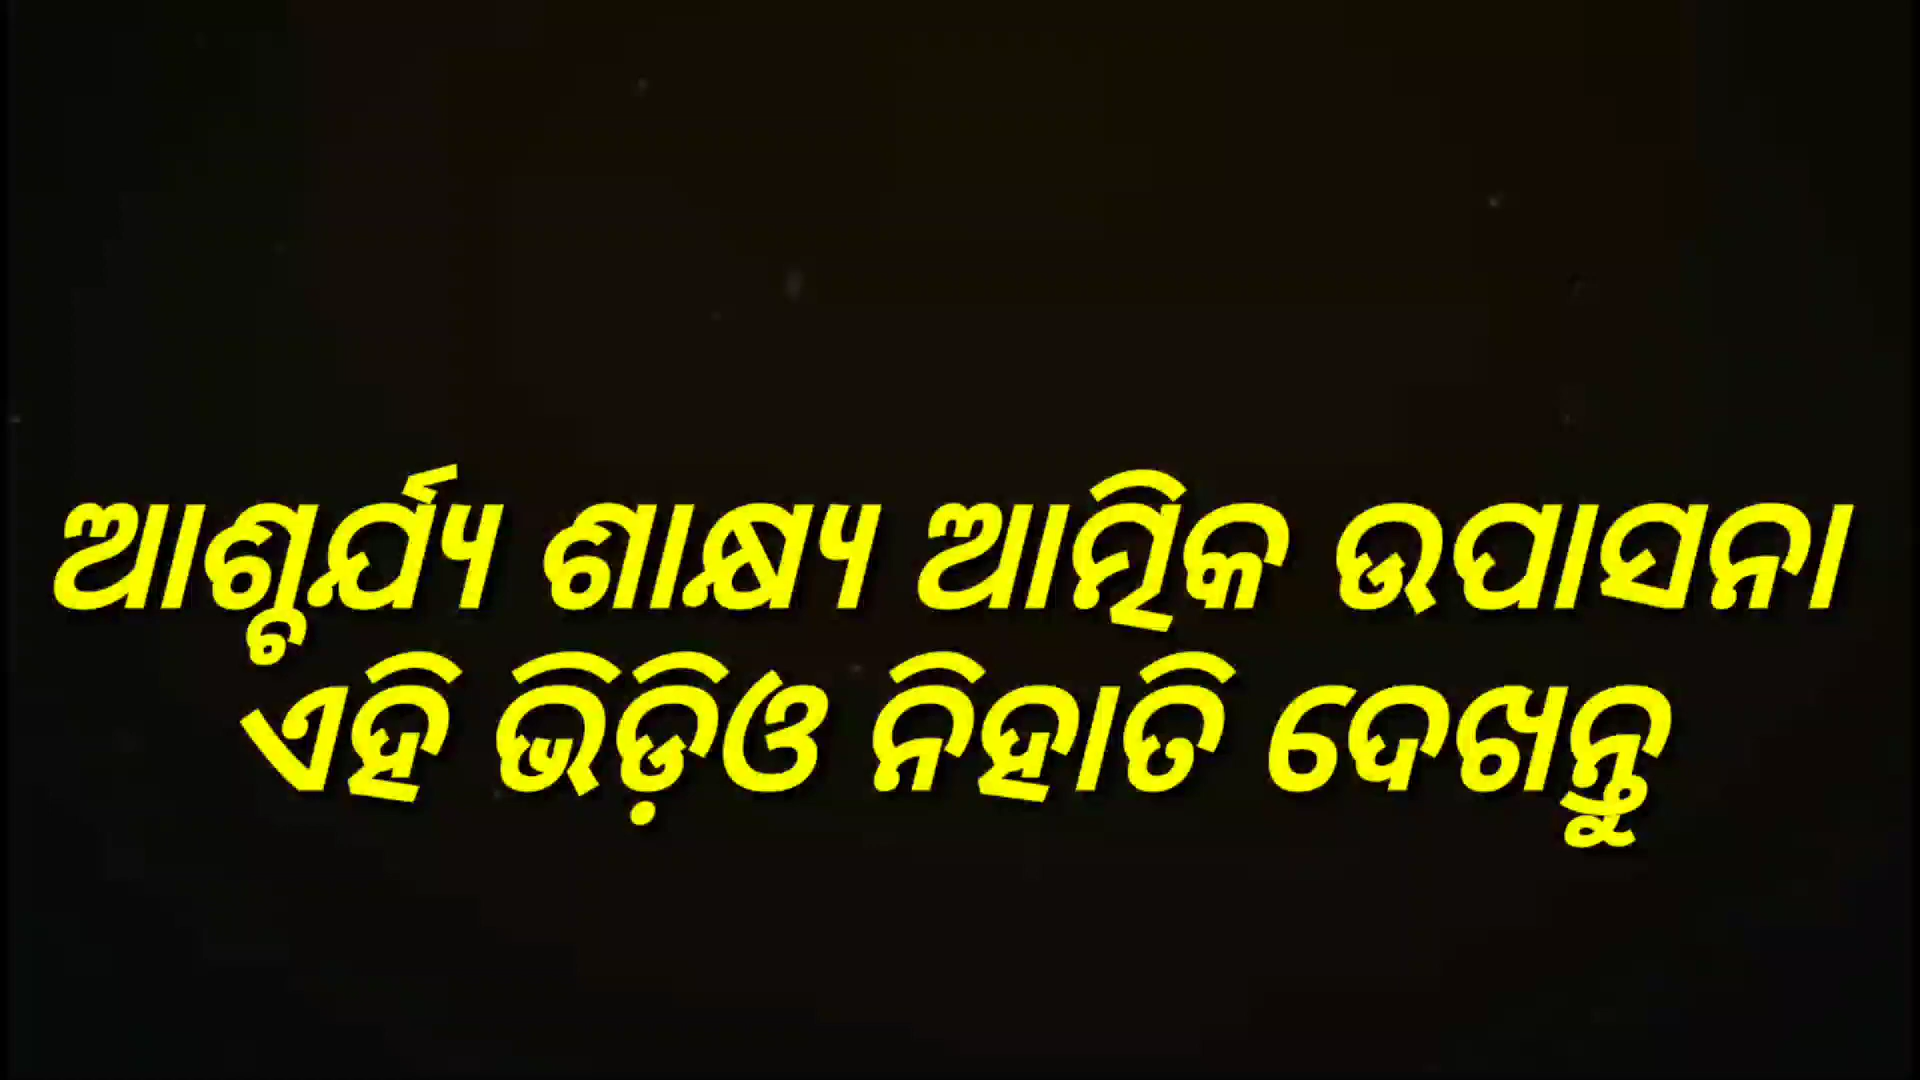 ଆଶ୍ଚର୍ଯ୍ୟ ଶାକ୍ଷ୍ୟ ଆତ୍ମିକ ଉପାସନା
ଏହି ଭିଡ଼ିଓ ନିହାତି ଦେଖନ୍ତୁ